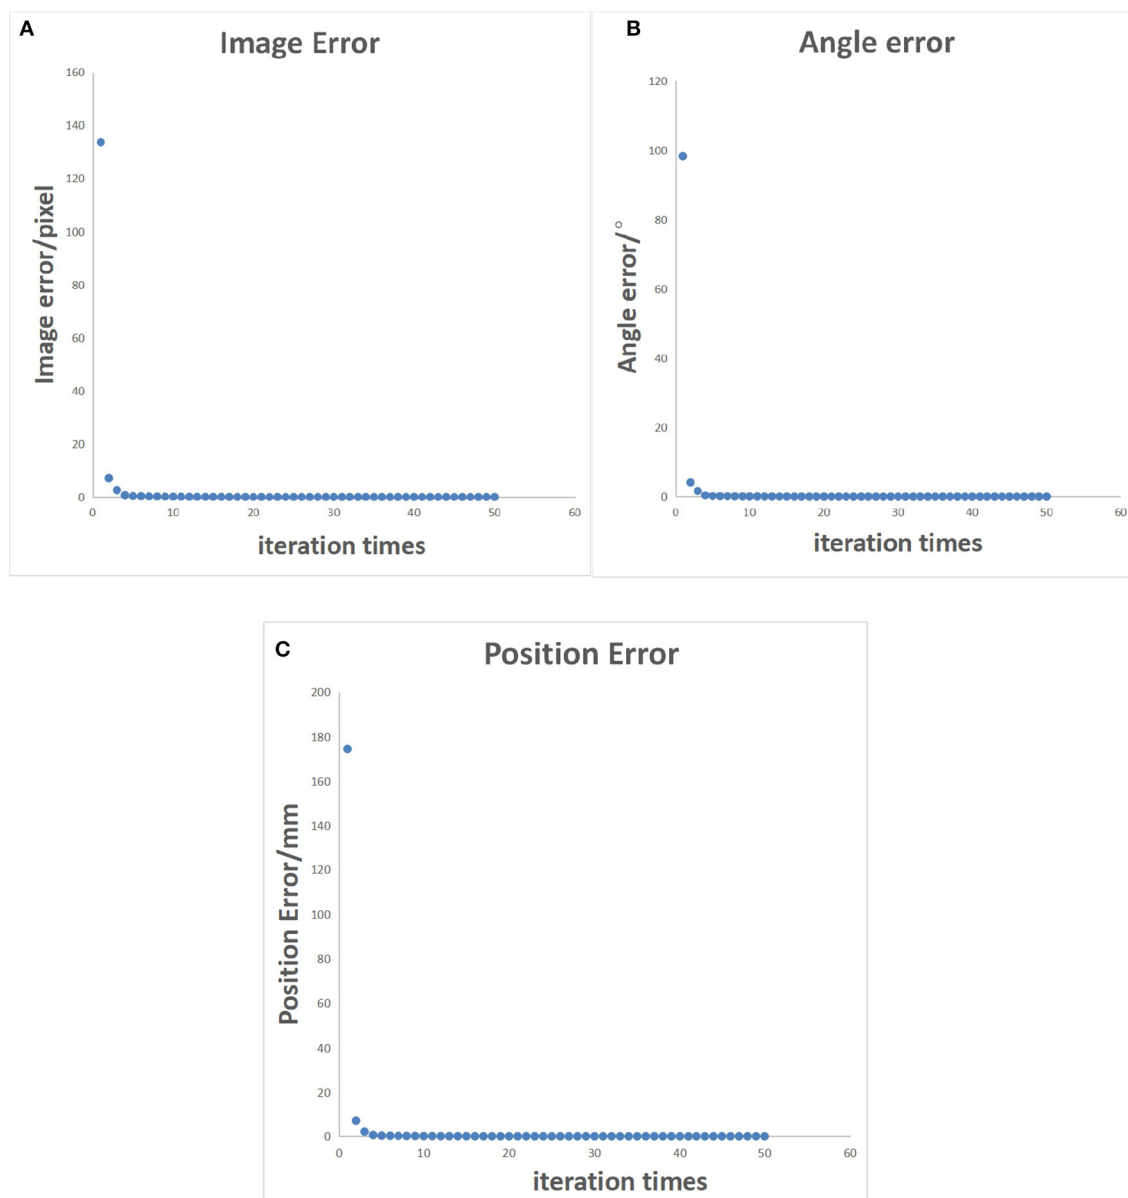 A
Image Error
Image error/pixel
160
140
120
100
80
60
40
20
0
0 10 20 30 40 50 60
iteration times
B
Angle error
Angle error/°
120
100
80
60
40
20
0
0 10 20 30 40 50 60
iteration times
C
Position Error
Position Error/mm
200
180
160
140
120
100
80
60
40
20
0
0 10 20 30 40 50 60
iteration times